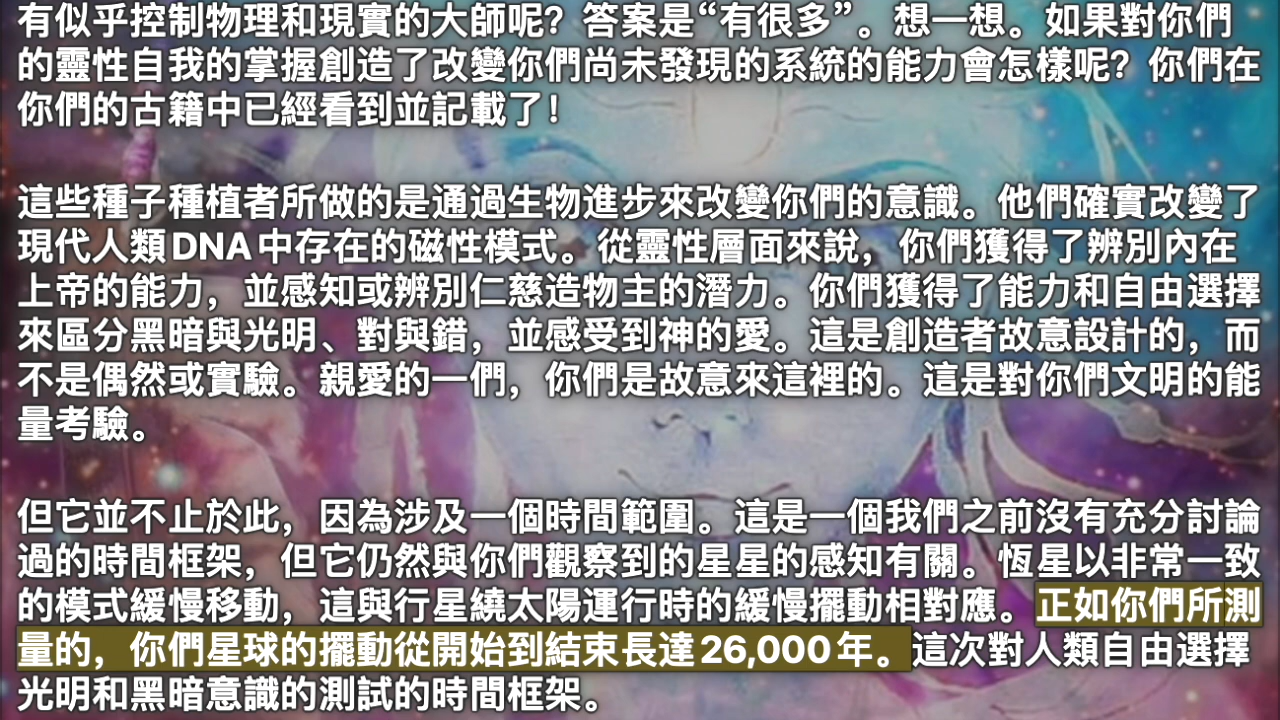 有似乎控制物理和現實的大師呢？答案是“有很多”。想一想。如果對你們
的靈性自我的掌握創造了改變你們尚未發現的系統的能力會怎樣呢？你們在
你們的古籍中已經看到並記載了！
這些種子種植者所做的是通過生物進步來改變你們的意識。他們確實改變了
現代人類DNA中存在的磁性模式。從靈性層面來說，你們獲得了辨別內在
上帝的能力，並感知或辨別仁慈造物主的潛力。你們獲得了能力和自由選擇
來區分黑暗與光明、對與錯，並感受到神的愛。這是創造者故意設計的，而
不是偶然或實驗。親愛的一們，你們是故意來這裡的。這是對你們文明的能
量考驗。
但它並不止於此，因為涉及一個時間範圍。這是一個我們之前沒有充分討論
過的時間框架，但它仍然與你們觀察到的星星的感知有關。恆星以非常一致
的模式緩慢移動，這與行星繞太陽運行時的緩慢擺動相對應。正如你們所測
量的，你們星球的擺動從開始到結束長達26,000年。這次對人類自由選擇
光明和黑暗意識的測試的時間框架。